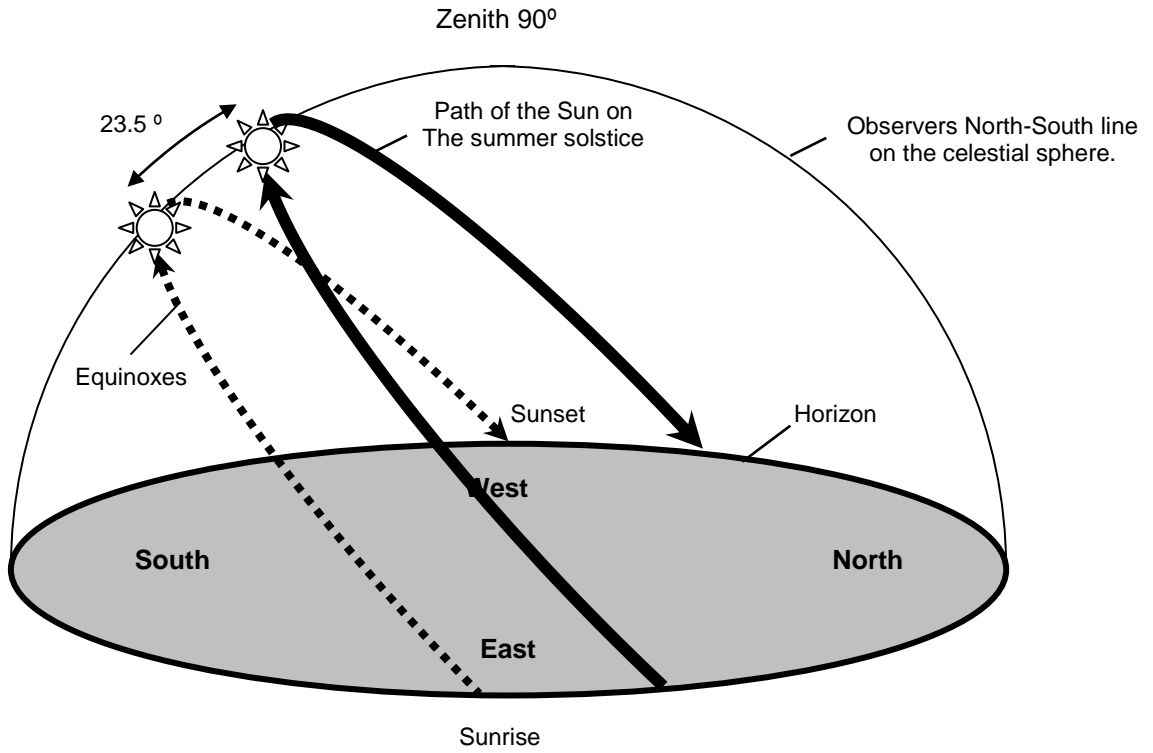 Zenith 90º
23.5 º
Path of the Sun on
The summer solstice
Observers North-South line
on the celestial sphere.
Equinoxes
Sunset
Horizon
West
South
North
East
Sunrise